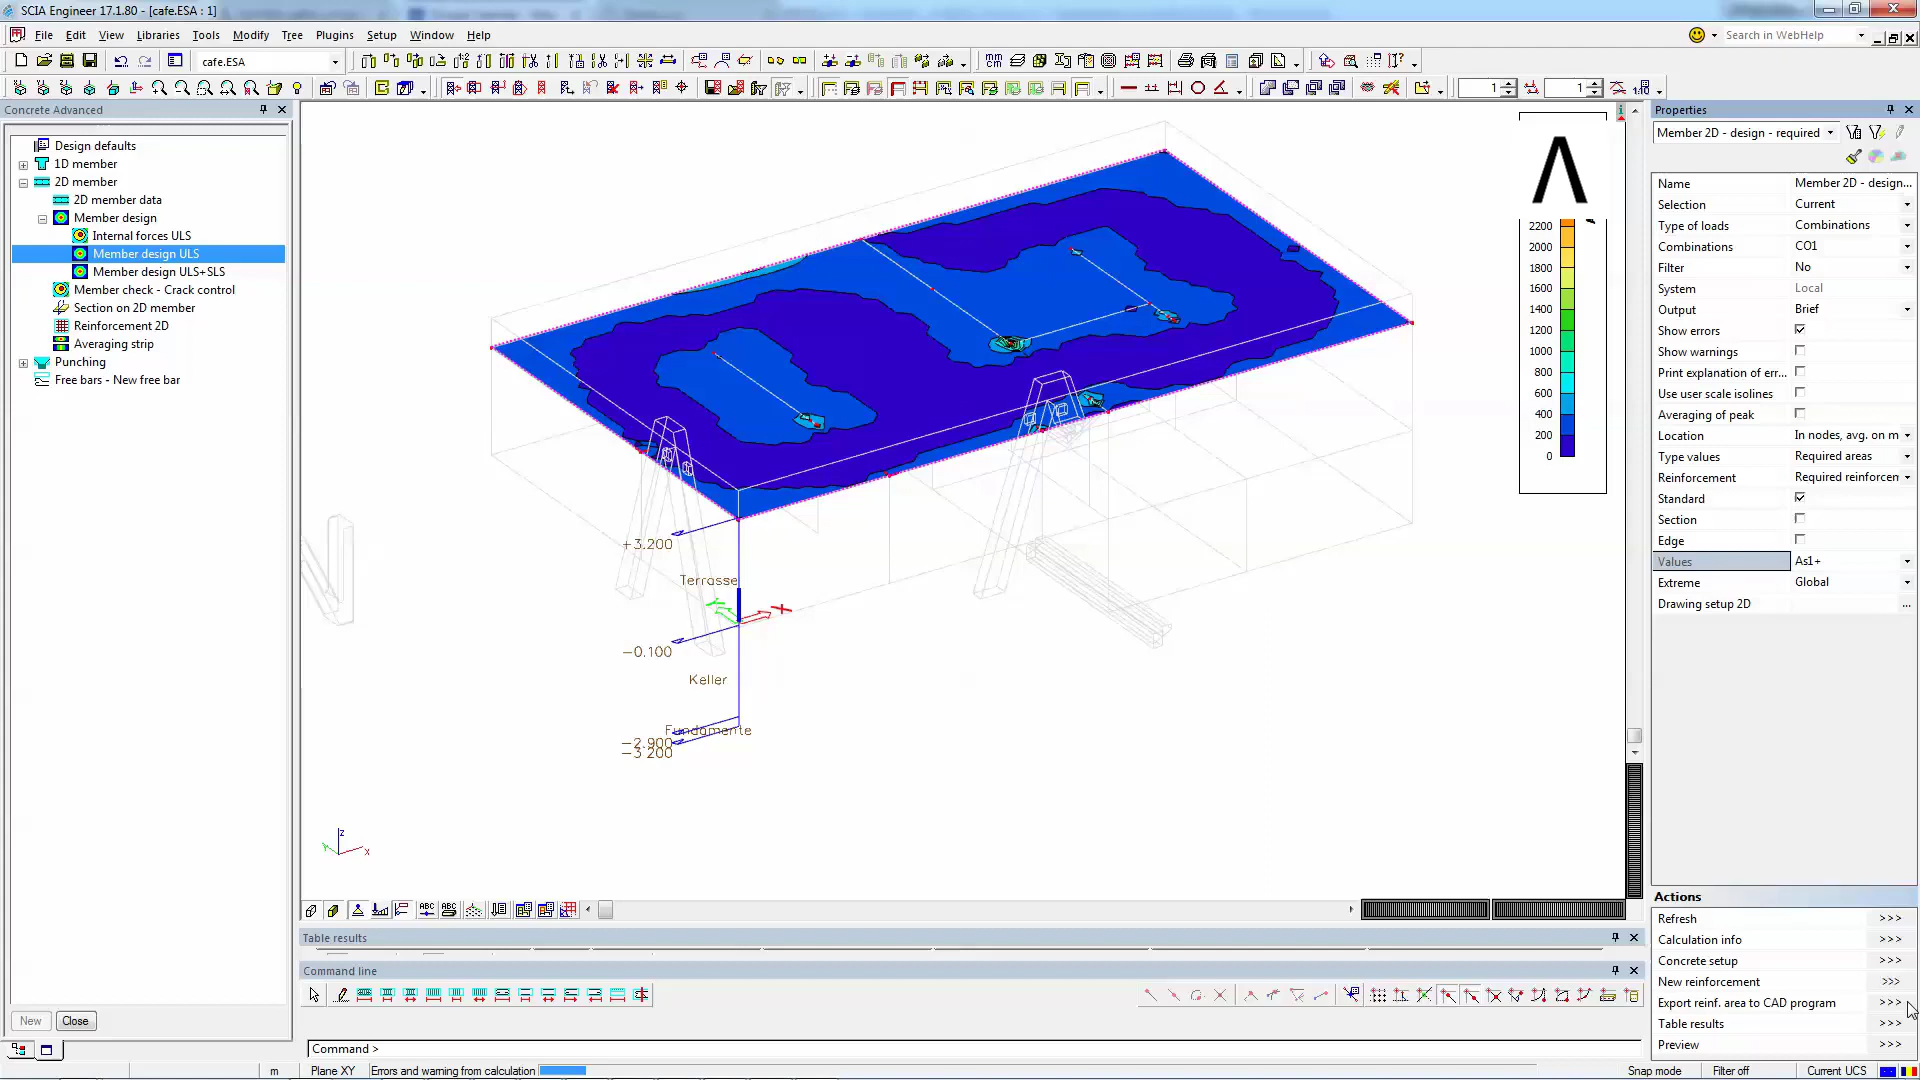 SCIA Engineer 17.1.80 - [cafe.ESA : 1]
File Edit View Libraries Tools Modify Tree Plugins Setup Window Help
Search in WebHelp
cafe.ESA
1 1
Concrete Advanced
Design defaults
1D member
2D member
2D member data
Member design
Internal forces ULS
Member design ULS
Member design ULS+SLS
Member check - Crack control
Section on 2D member
Reinforcement 2D
Averaging strip
Punching
Free bars - New free bar
New Close
2200
2000
1800
1600
1400
1200
1000
800
600
400
200
0
+3.200
Terrasse
Y X
-0.100
Keller
Fundamente
-2.900
-3.200
Z
Y X
Properties
Member 2D - design - required
Name Member 2D - design...
Selection Current
Type of loads Combinations
Combinations CO1
Filter No
System Local
Output Brief
Show errors
Show warnings
Print explanation of err...
Use user scale isolines
Averaging of peak
Location In nodes, avg. on m
Type values Required areas
Reinforcement Required reinforcem
Standard
Section
Edge
Values As1+
Extreme Global
Drawing setup 2D ...
Actions
Refresh >>>
Calculation info >>>
Concrete setup >>>
New reinforcement >>>
Export reinf. area to CAD program >>>
Table results >>>
Preview >>>
ABC ABC
Table results
Command line
Command >
m Plane XY Errors and warning from calculation Snap mode Filter off Current UCS